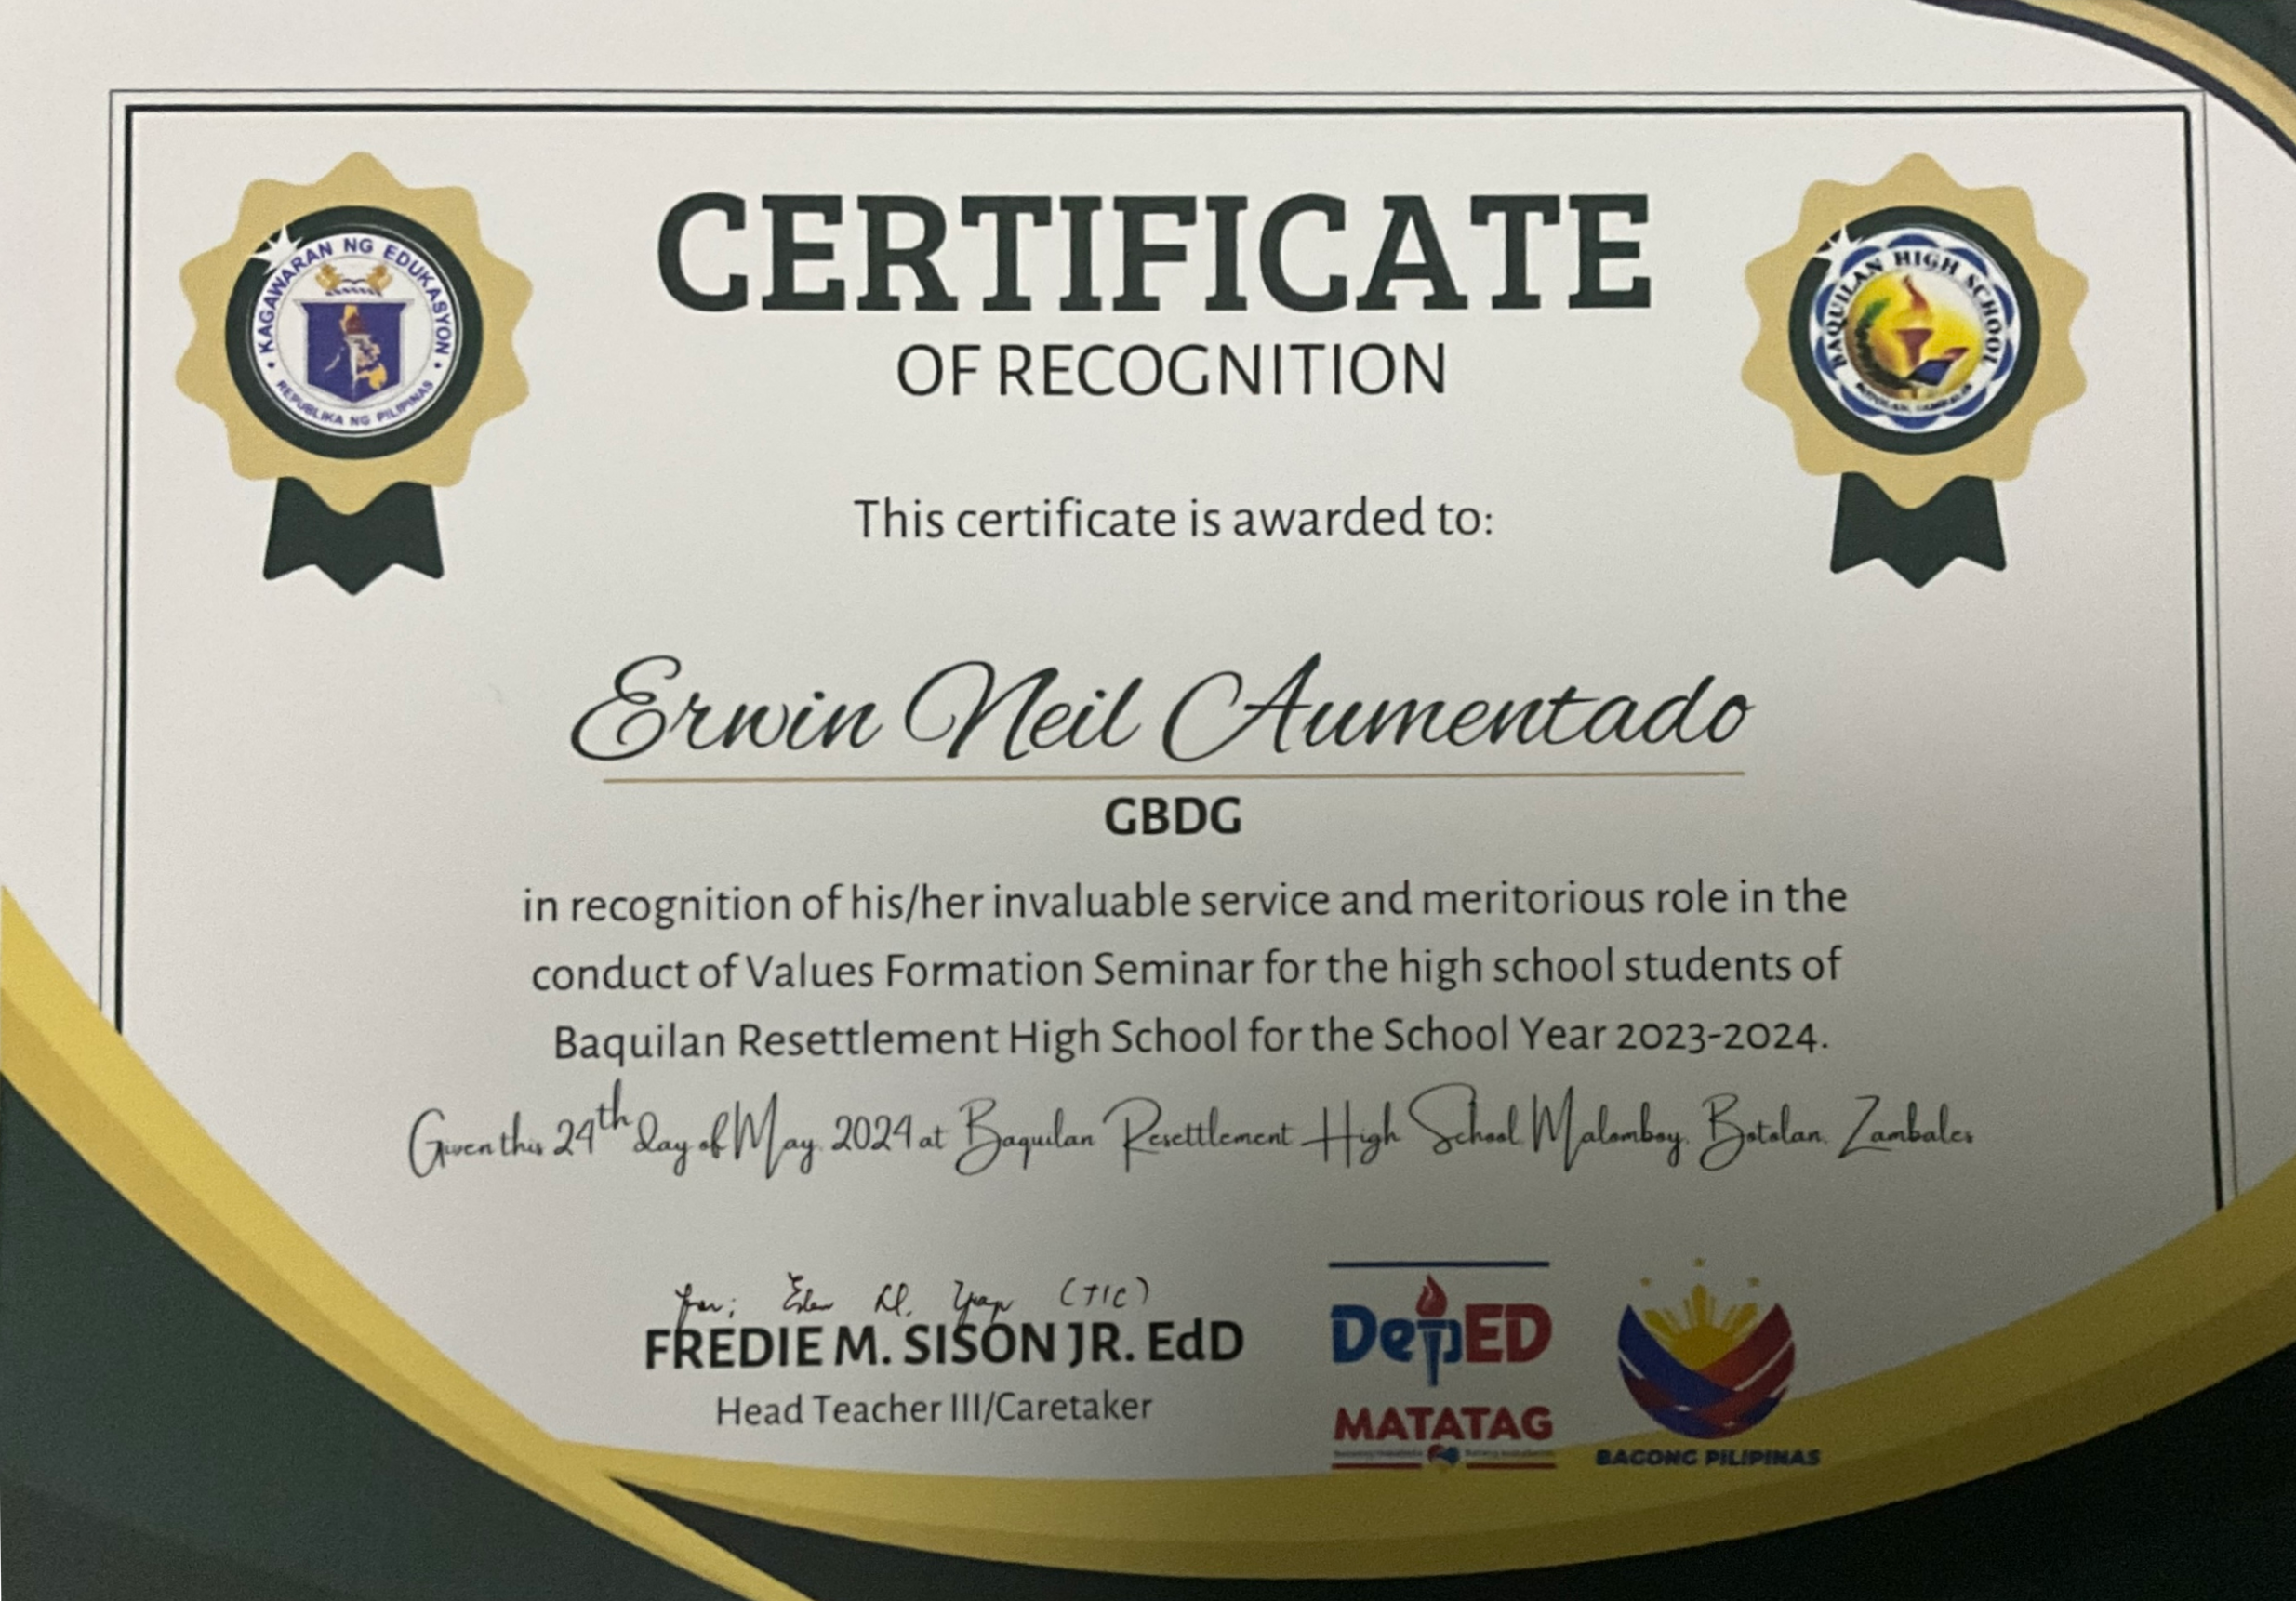 KAGAWARAN NG EDUKASYON
REPUBLIKA NG PILIPINAS
BAQUILAN HIGH SCHOOL
BOTOLAN, ZAMBALES
CERTIFICATE
OF RECOGNITION
This certificate is awarded to:
Erwin Neil Aumentado
GBDG
in recognition of his/her invaluable service and meritorious role in the
conduct of Values Formation Seminar for the high school students of
Baquilan Resettlement High School for the School Year 2023-2024.
Given this 24th day of May, 2024 at Baquilan Resettlement High School, Malomboy, Botolan, Zambales
for: (TIC)
FREDIE M. SISON JR. EdD
Head Teacher III/Caretaker
DepED
MATATAG
BAGONG PILIPINAS